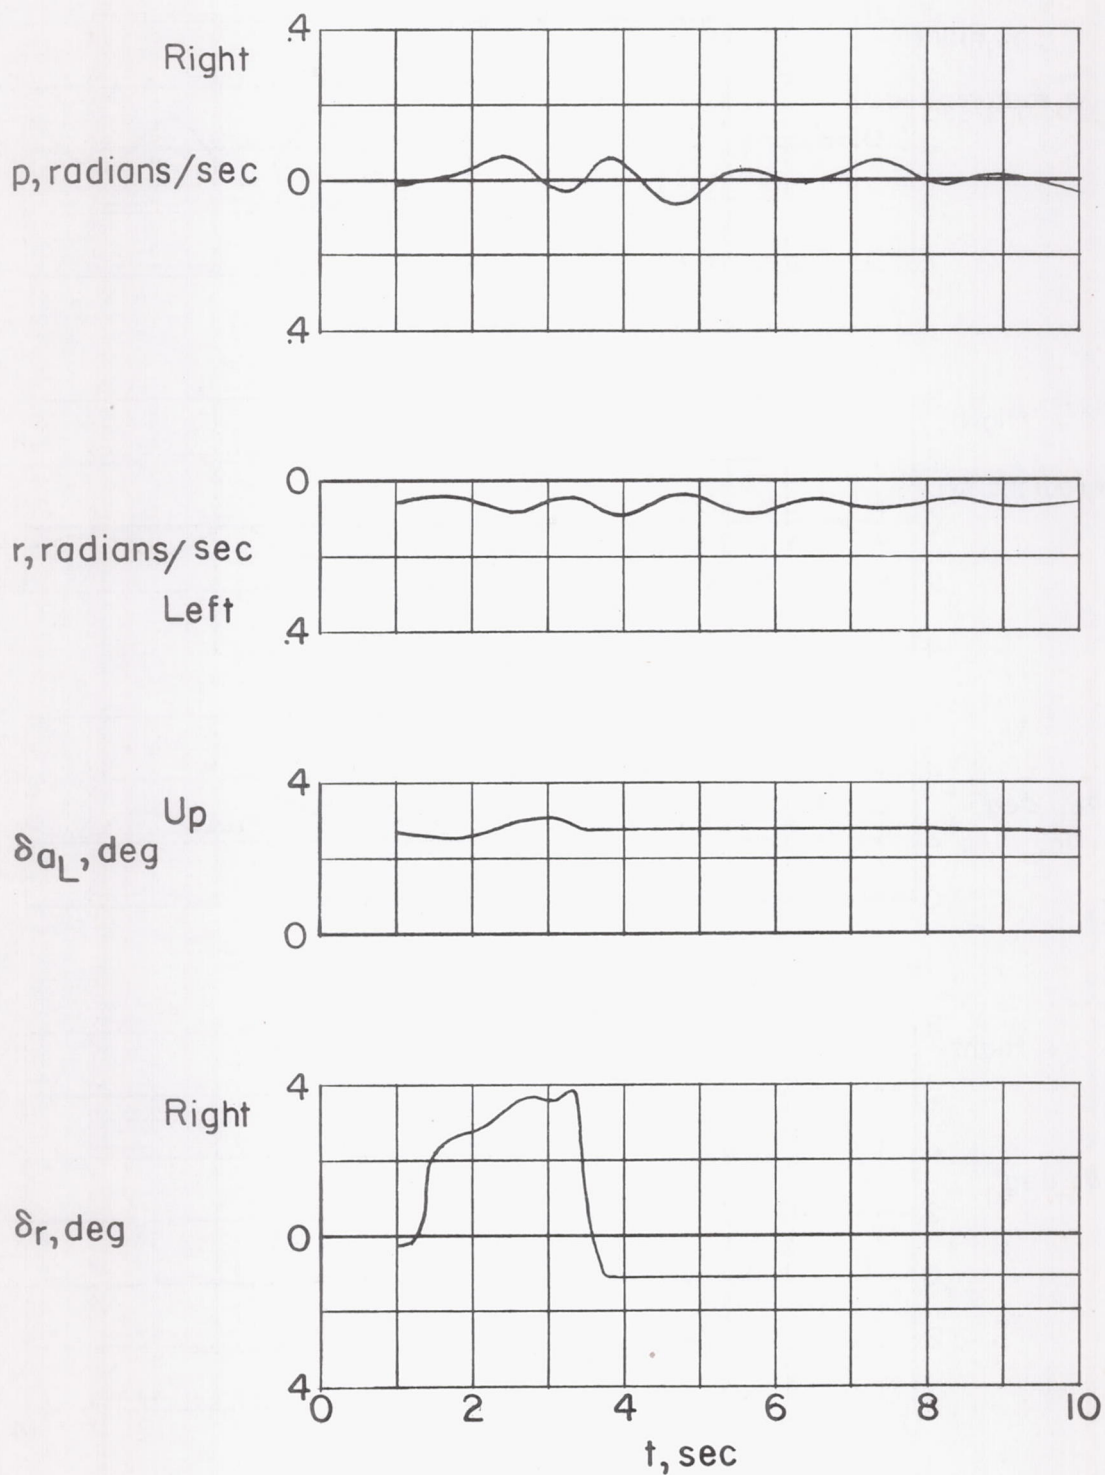 .4
Right
p, radians/sec
0
.4
0
r, radians/sec
Left
.4
4
Up
δaL, deg
0
4
Right
δr, deg
0
4
0 2 4 6 8 10
t, sec